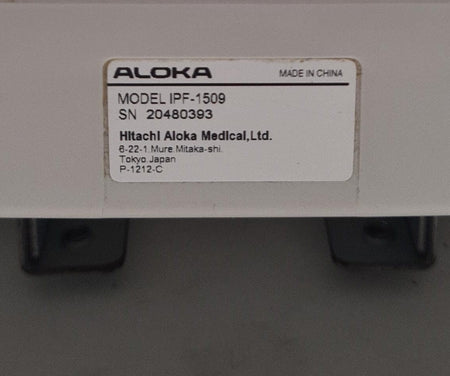 ALOKA
MADE IN CHINA
MODEL IPF-1509
SN 20480393
Hitachi Aloka Medical,Ltd.
6-22-1.Mure.Mitaka-shi.
Tokyo.Japan
P-1212-C